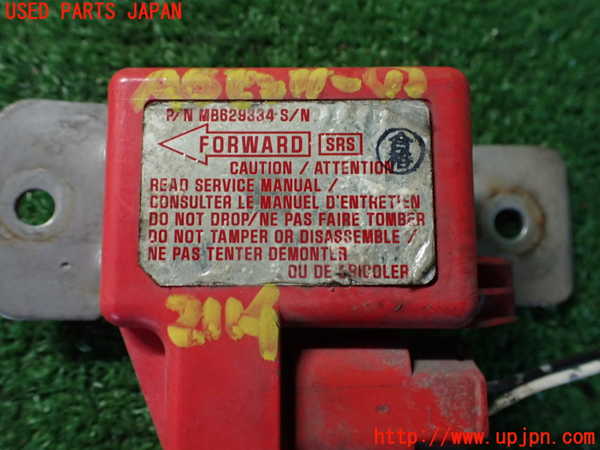 USED PARTS JAPAN
P/N MB629334 S/N
FORWARD SRS
CAUTION / ATTENTION
READ SERVICE MANUAL /
CONSULTER LE MANUEL D'ENTRETIEN
DO NOT DROP/NE PAS FAIRE TOMBER
DO NOT TAMPER OR DISASSEMBLE /
NE PAS TENTER DEMONTER
OU DE BRICOLER
2114
http://www.upjpn.com/